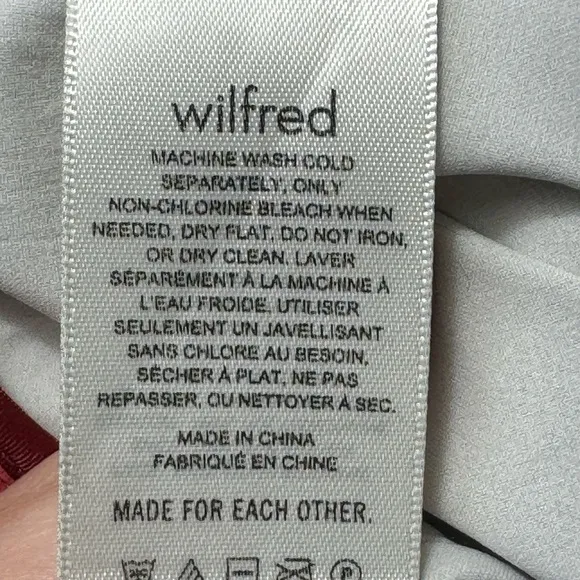 wilfred
MACHINE WASH COLD
SEPARATELY, ONLY
NON-CHLORINE BLEACH WHEN
NEEDED, DRY FLAT, DO NOT IRON,
OR DRY CLEAN. LAVER
SÉPARÉMENT À LA MACHINE À
L'EAU FROIDE, UTILISER
SEULEMENT UN JAVELLISANT
SANS CHLORE AU BESOIN,
SÉCHER À PLAT, NE PAS
REPASSER, OU NETTOYER À SEC.
MADE IN CHINA
FABRIQUÉ EN CHINE
MADE FOR EACH OTHER.